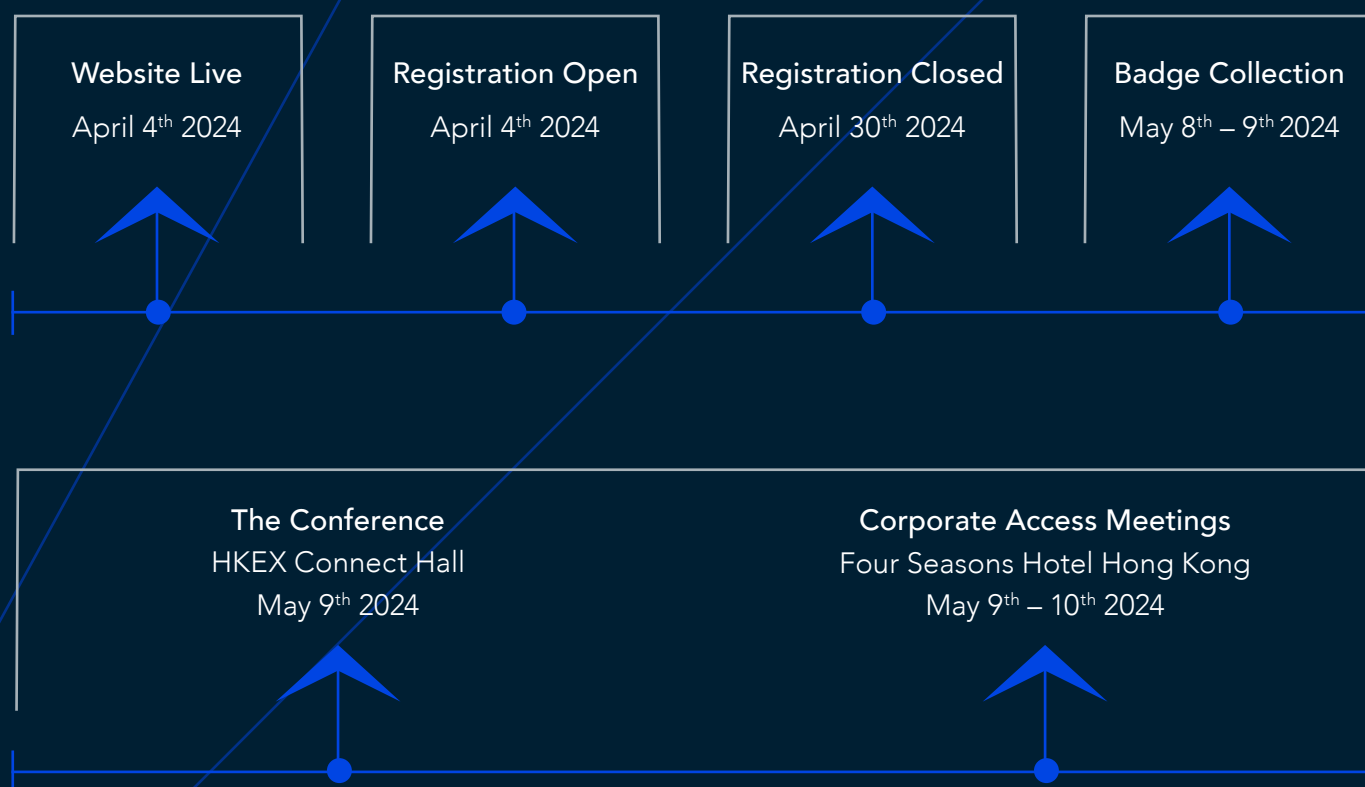 Website Live
April 4th 2024
Registration Open
April 4th 2024
Registration Closed
April 30th 2024
Badge Collection
May 8th – 9th 2024
The Conference
HKEX Connect Hall
May 9th 2024
Corporate Access Meetings
Four Seasons Hotel Hong Kong
May 9th – 10th 2024